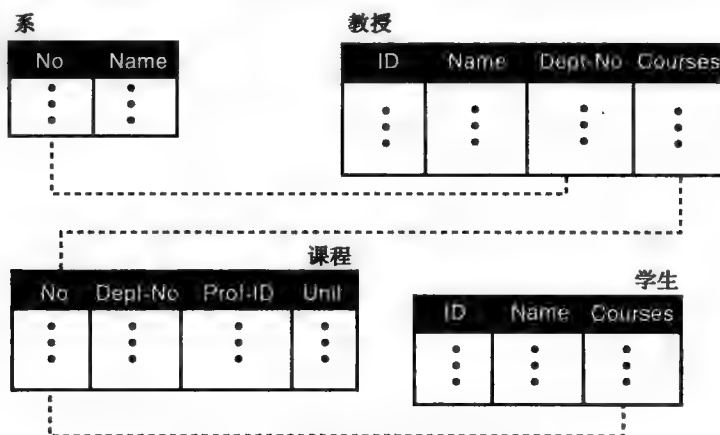 系
No Name
教授
ID Name Dept-No Courses
课程
No Dept-No Prof-ID Unit
学生
ID Name Courses